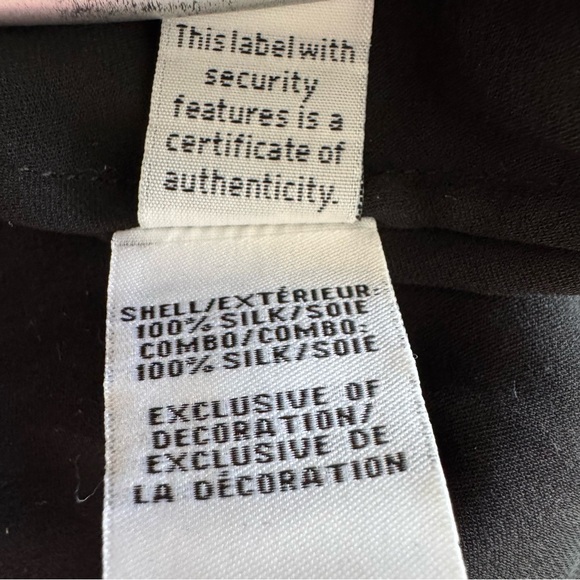 This label with
security
features is a
certificate of
authenticity.
SHELL/EXTÉRIEUR:
100% SILK/SOIE
COMBO/COMBO:
100% SILK/SOIE
EXCLUSIVE OF
DECORATION/
EXCLUSIVE DE
LA DÉCORATION